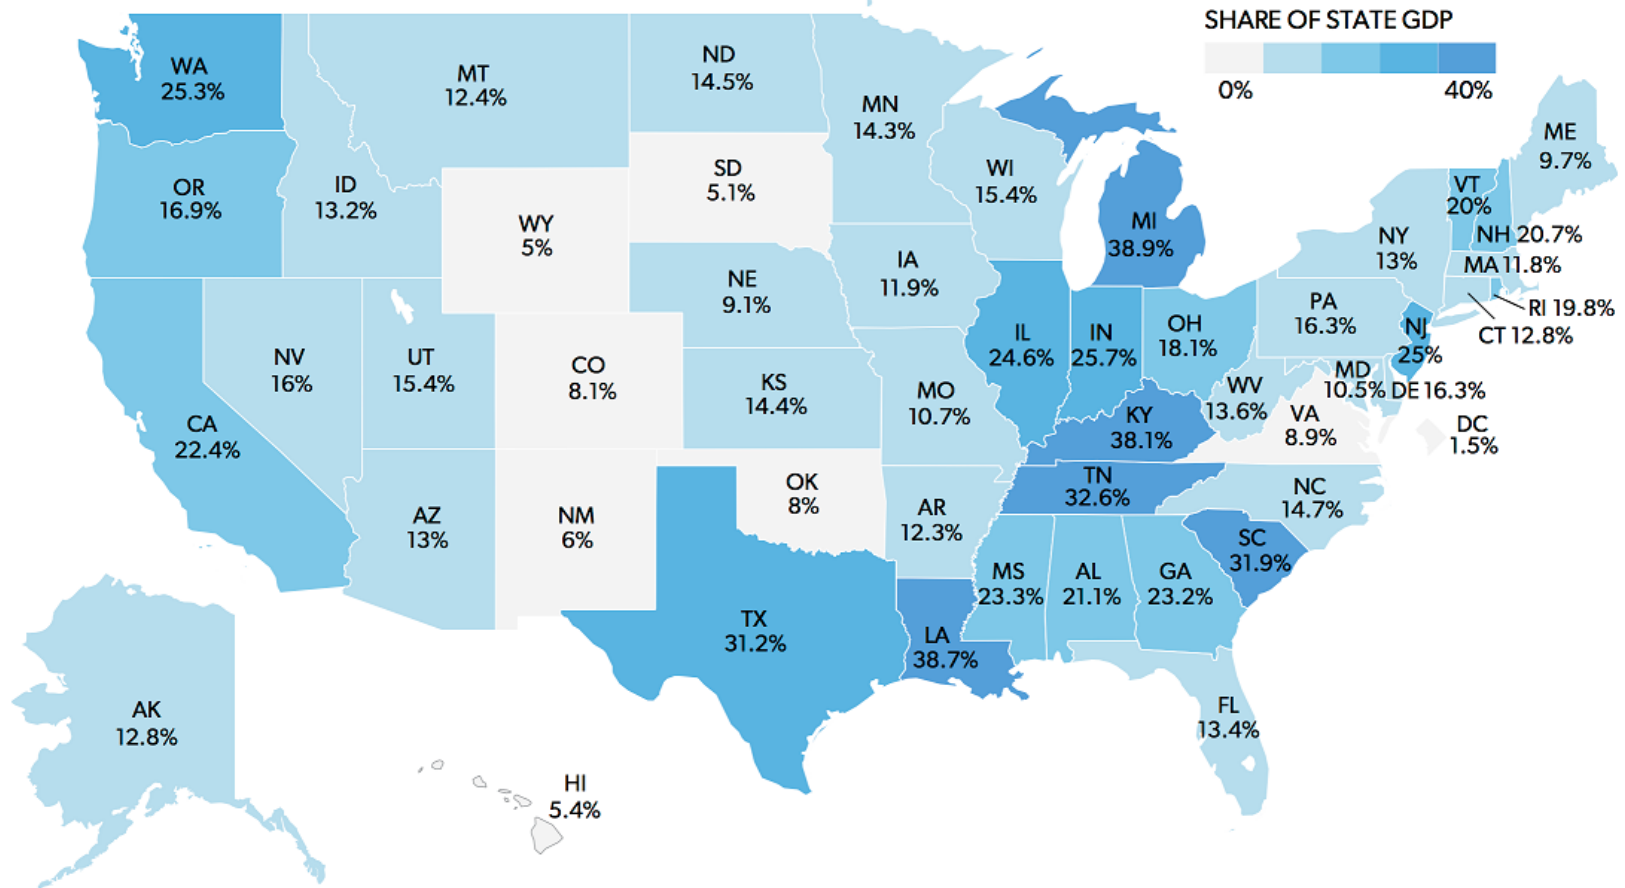 SHARE OF STATE GDP
0%
40%
WA
25.3%
MT
12.4%
ND
14.5%
MN
14.3%
ME
9.7%
OR
16.9%
ID
13.2%
WY
5%
SD
5.1%
WI
15.4%
MI
38.9%
VT
20%
NH 20.7%
NY
13%
MA 11.8%
RI 19.8%
CT 12.8%
NE
9.1%
IA
11.9%
PA
16.3%
NJ
25%
IL
24.6%
IN
25.7%
OH
18.1%
NV
16%
UT
15.4%
CO
8.1%
KS
14.4%
MO
10.7%
WV
13.6%
MD
10.5%
DE 16.3%
VA
8.9%
DC
1.5%
CA
22.4%
KY
38.1%
TN
32.6%
NC
14.7%
AZ
13%
NM
6%
OK
8%
AR
12.3%
SC
31.9%
MS
23.3%
AL
21.1%
GA
23.2%
TX
31.2%
LA
38.7%
FL
13.4%
AK
12.8%
HI
5.4%